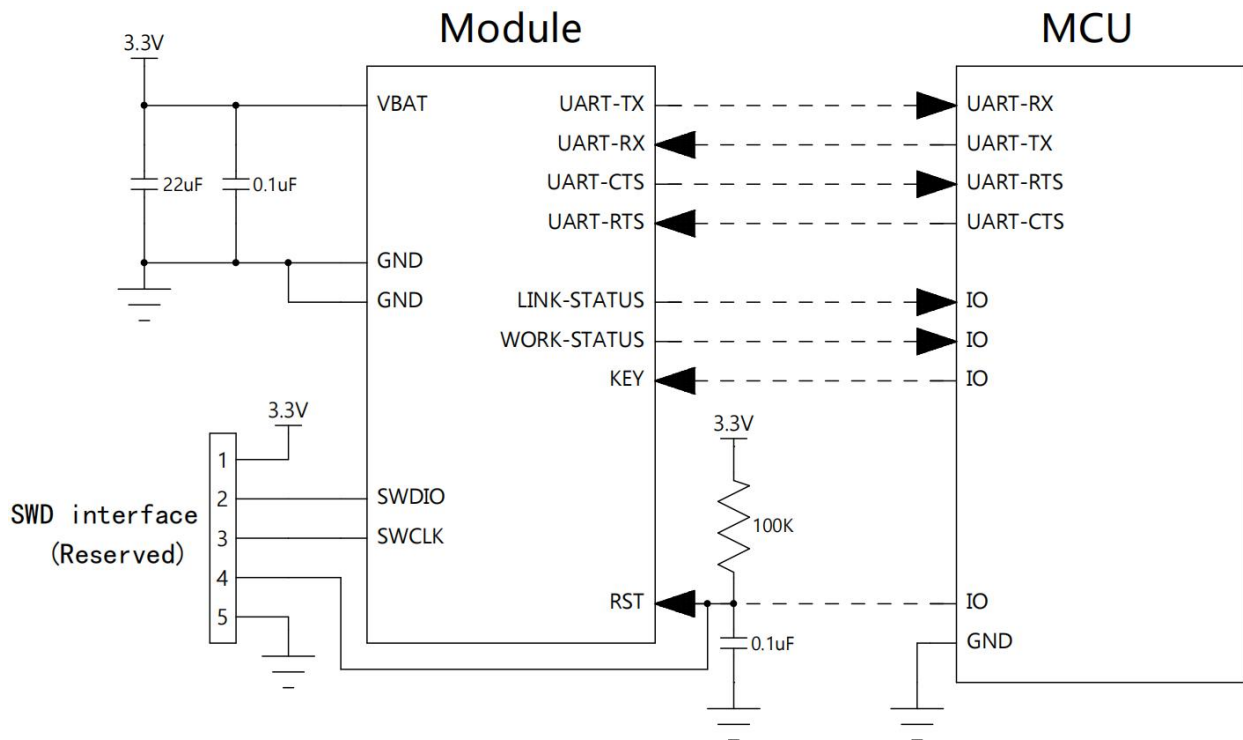 Module
MCU
3.3V
VBAT
UART-TX
UART-RX
UART-RX
UART-TX
22uF
0.1uF
UART-CTS
UART-RTS
UART-RTS
UART-CTS
GND
GND
LINK-STATUS
IO
WORK-STATUS
IO
KEY
IO
3.3V
3.3V
1
2
SWDIO
SWD interface
(Reserved)
3
SWCLK
100K
4
5
RST
IO
0.1uF
GND